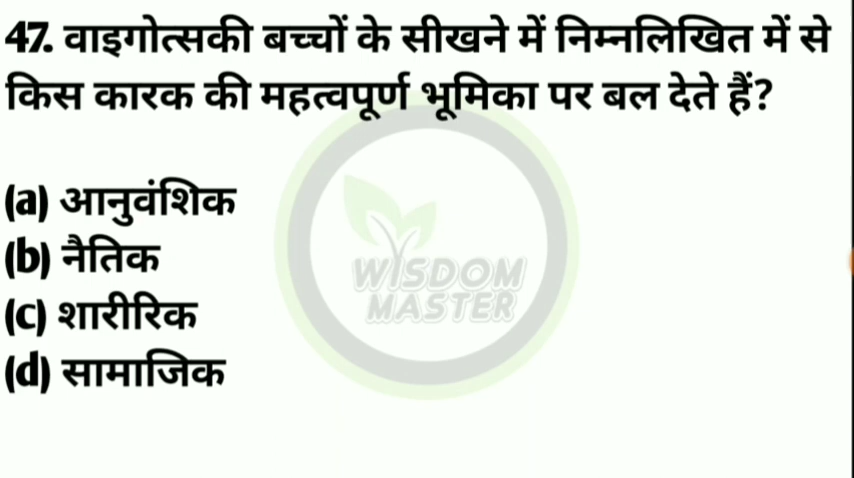 47. वाइगोत्सकी बच्चों के सीखने में निम्नलिखित में से
किस कारक की महत्वपूर्ण भूमिका पर बल देते हैं?
(a) आनुवंशिक
(b) नैतिक
(c) शारीरिक
(d) सामाजिक
WISDOM
MASTER